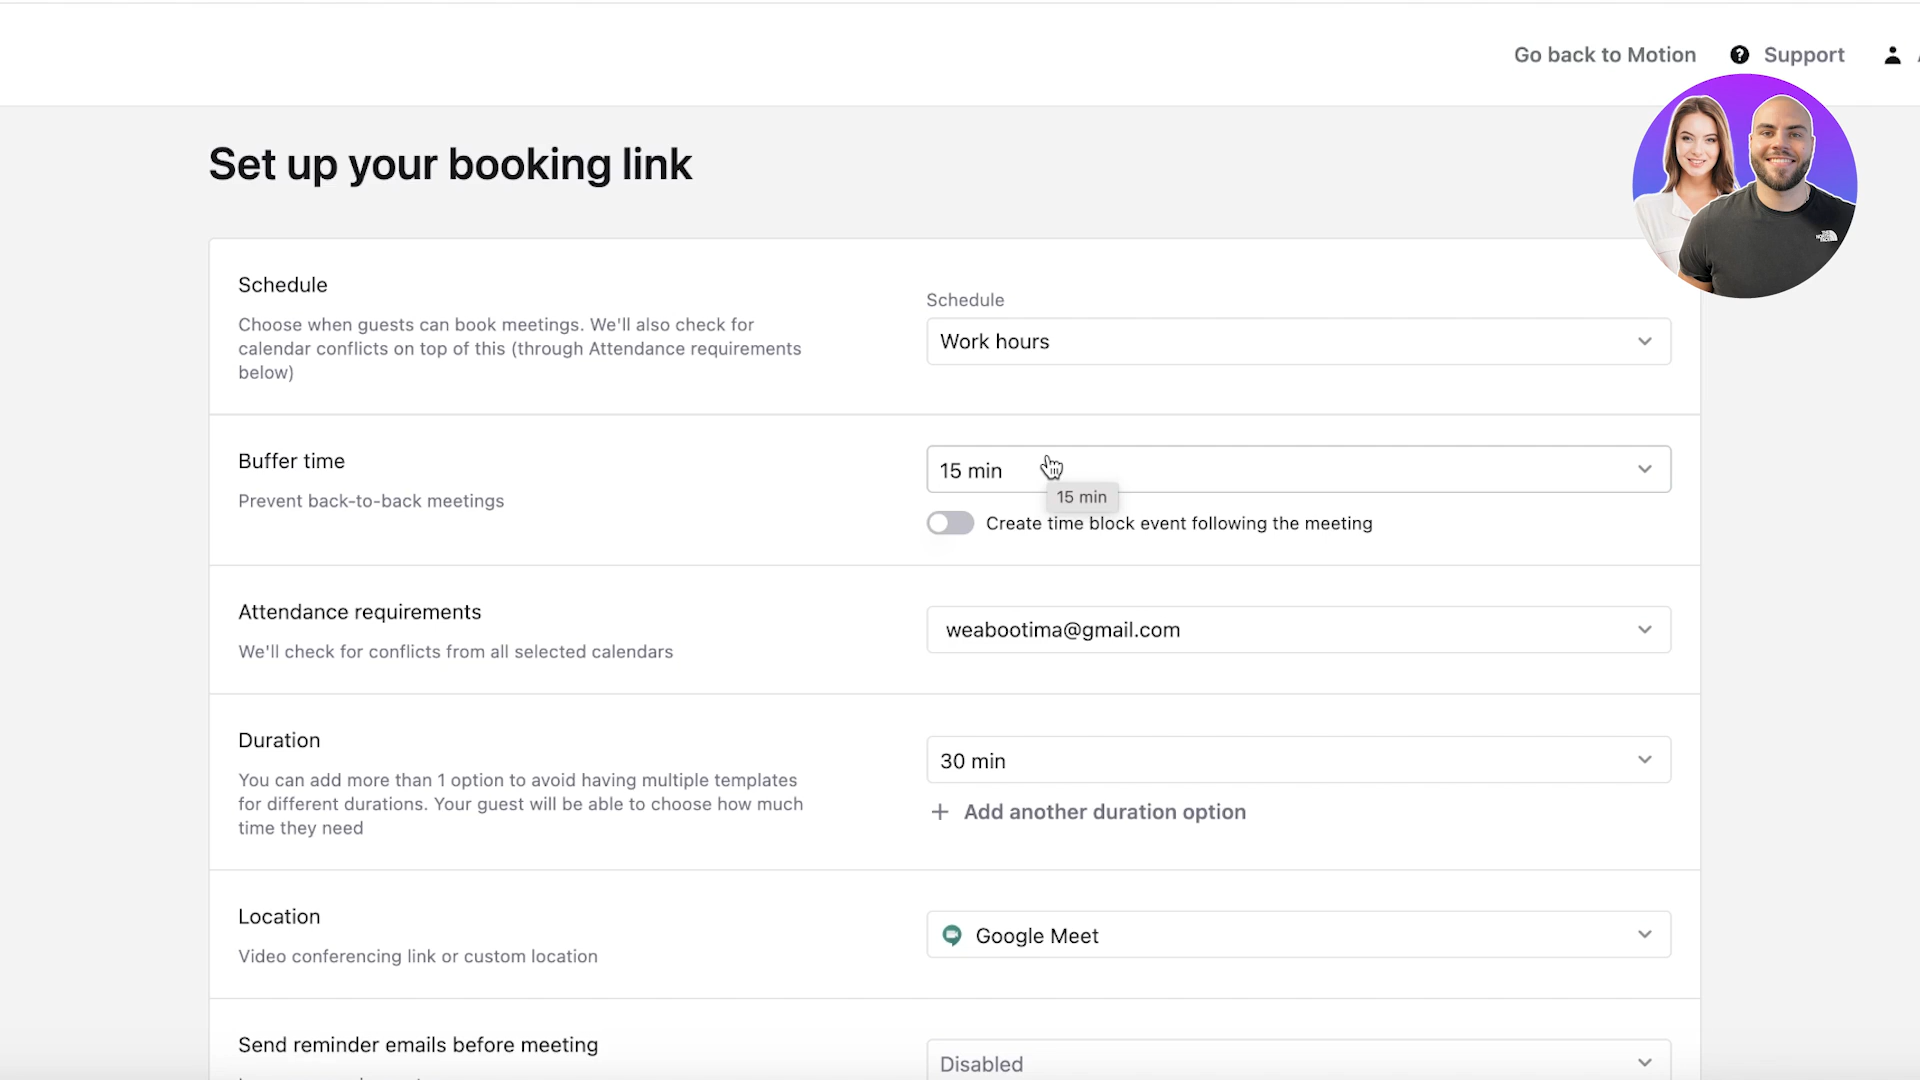 Go back to Motion
Support
Set up your booking link
Schedule
Choose when guests can book meetings. We'll also check for
calendar conflicts on top of this (through Attendance requirements
below)
Schedule
Work hours
Buffer time
Prevent back-to-back meetings
15 min
15 min
Create time block event following the meeting
Attendance requirements
We'll check for conflicts from all selected calendars
weabootima@gmail.com
Duration
You can add more than 1 option to avoid having multiple templates
for different durations. Your guest will be able to choose how much
time they need
30 min
+ Add another duration option
Location
Video conferencing link or custom location
Google Meet
Send reminder emails before meeting
Disabled